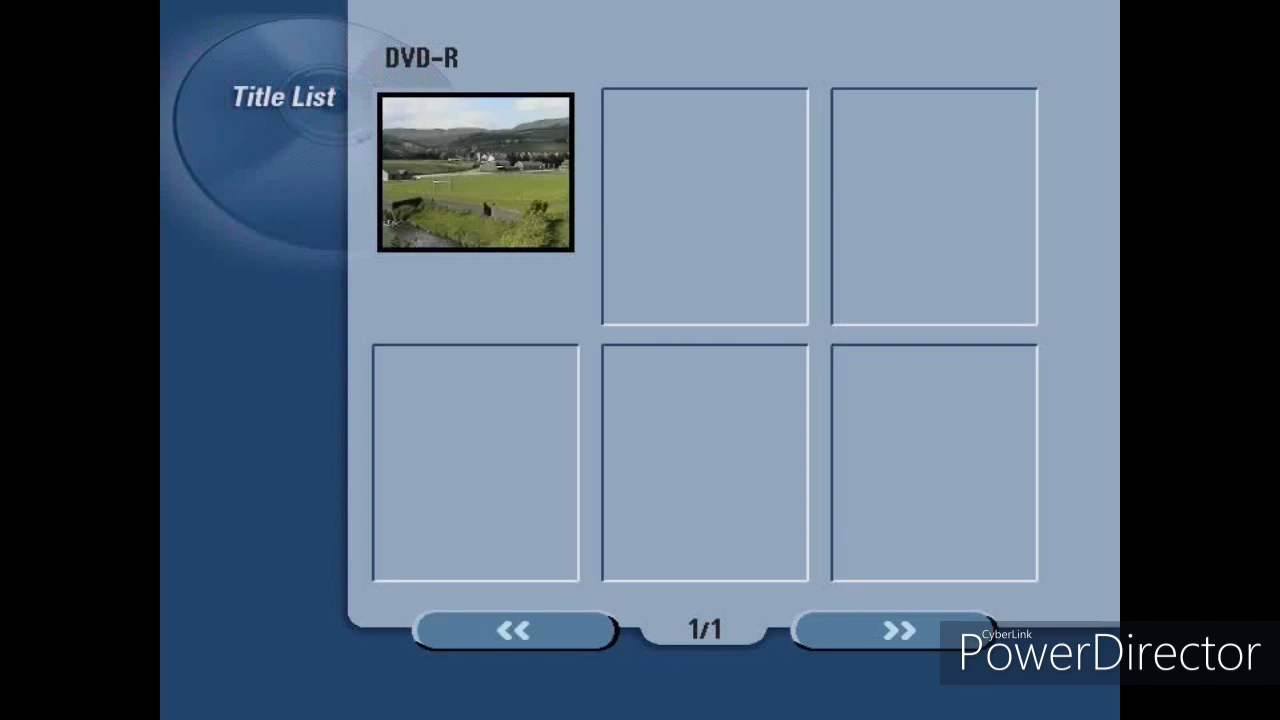 DVD-R
Title List
<<
1/1
>>
CyberLink
PowerDirector